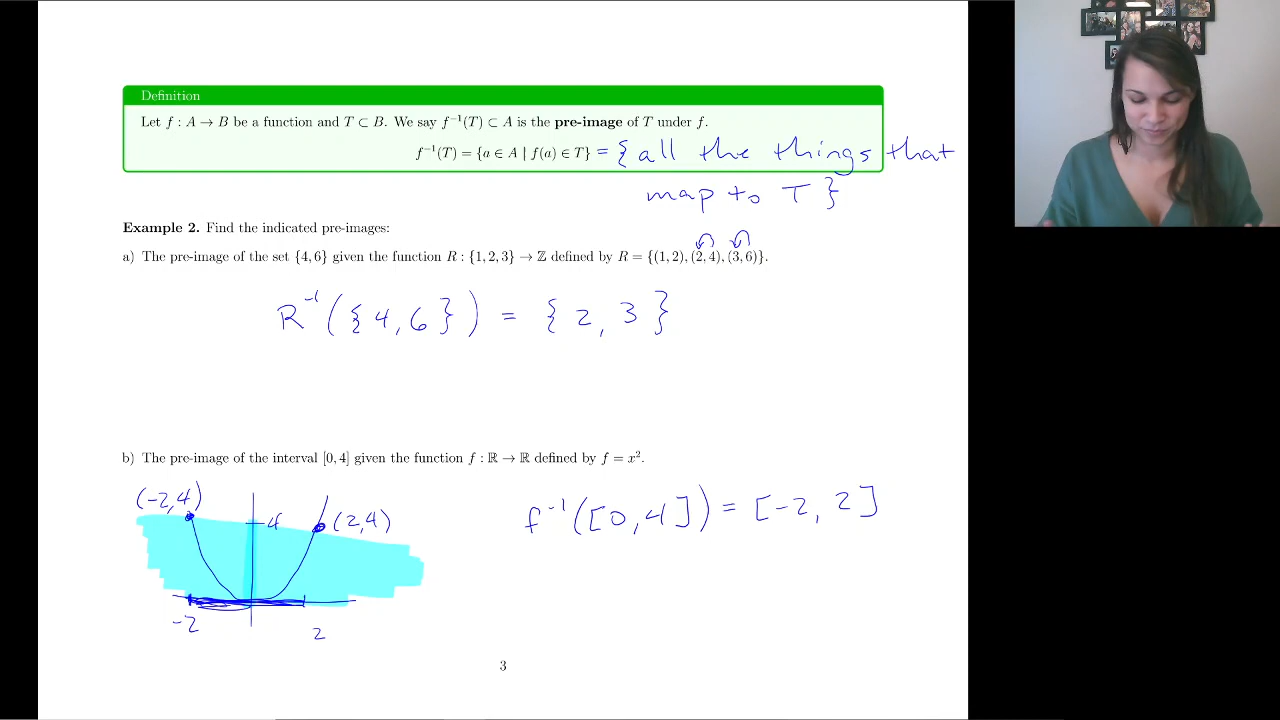 Definition
Let f : A → B be a function and T ⊂ B. We say f⁻¹(T) ⊂ A is the pre-image of T under f.
f⁻¹(T) = {a ∈ A | f(a) ∈ T} = {all the things that
map to T}
Example 2. Find the indicated pre-images:
a) The pre-image of the set {4, 6} given the function R : {1, 2, 3} → ℤ defined by R = {(1, 2), (2, 4), (3, 6)}.
R⁻¹({4, 6}) = {2, 3}
b) The pre-image of the interval [0, 4] given the function f : ℝ → ℝ defined by f = x².
(-2,4)
4
(2,4)
f⁻¹([0,4]) = [-2, 2]
-2
2
3